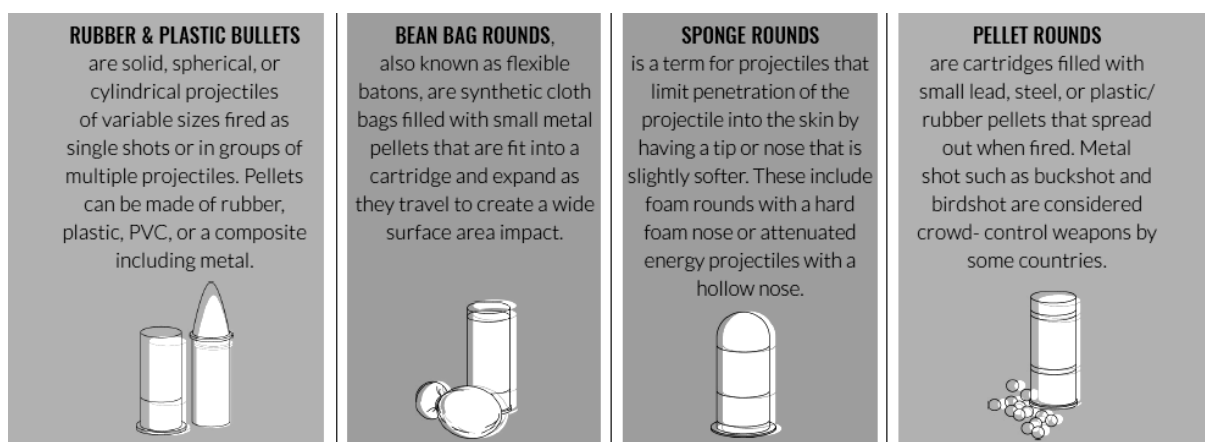 RUBBER & PLASTIC BULLETS
are solid, spherical, or
cylindrical projectiles
of variable sizes fired as
single shots or in groups of
multiple projectiles. Pellets
can be made of rubber,
plastic, PVC, or a composite
including metal.
BEAN BAG ROUNDS,
also known as flexible
batons, are synthetic cloth
bags filled with small metal
pellets that are fit into a
cartridge and expand as
they travel to create a wide
surface area impact.
SPONGE ROUNDS
is a term for projectiles that
limit penetration of the
projectile into the skin by
having a tip or nose that is
slightly softer. These include
foam rounds with a hard
foam nose or attenuated
energy projectiles with a
hollow nose.
PELLET ROUNDS
are cartridges filled with
small lead, steel, or plastic/
rubber pellets that spread
out when fired. Metal
shot such as buckshot and
birdshot are considered
crowd- control weapons by
some countries.